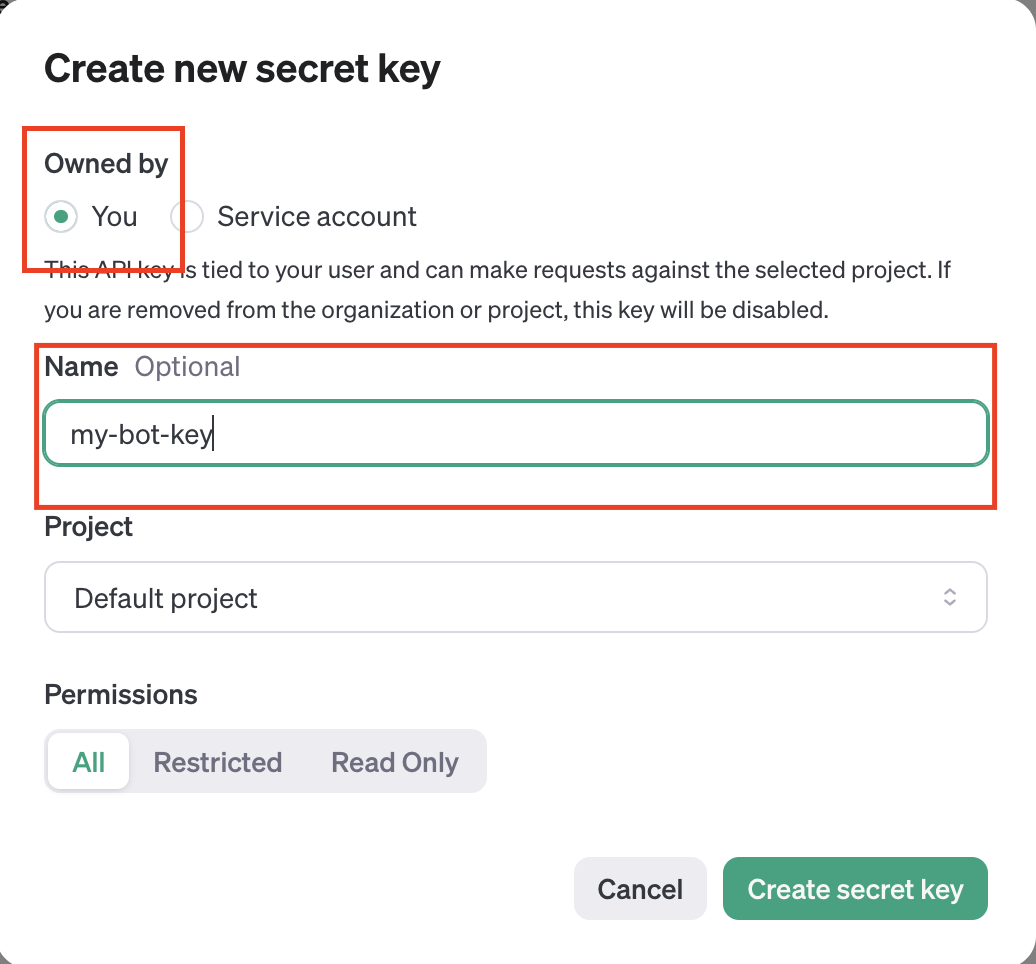 Create new secret key
Owned by
You Service account
This API key is tied to your user and can make requests against the selected project. If
you are removed from the organization or project, this key will be disabled.
Name Optional
my-bot-key
Project
Default project
Permissions
All Restricted Read Only
Cancel Create secret key